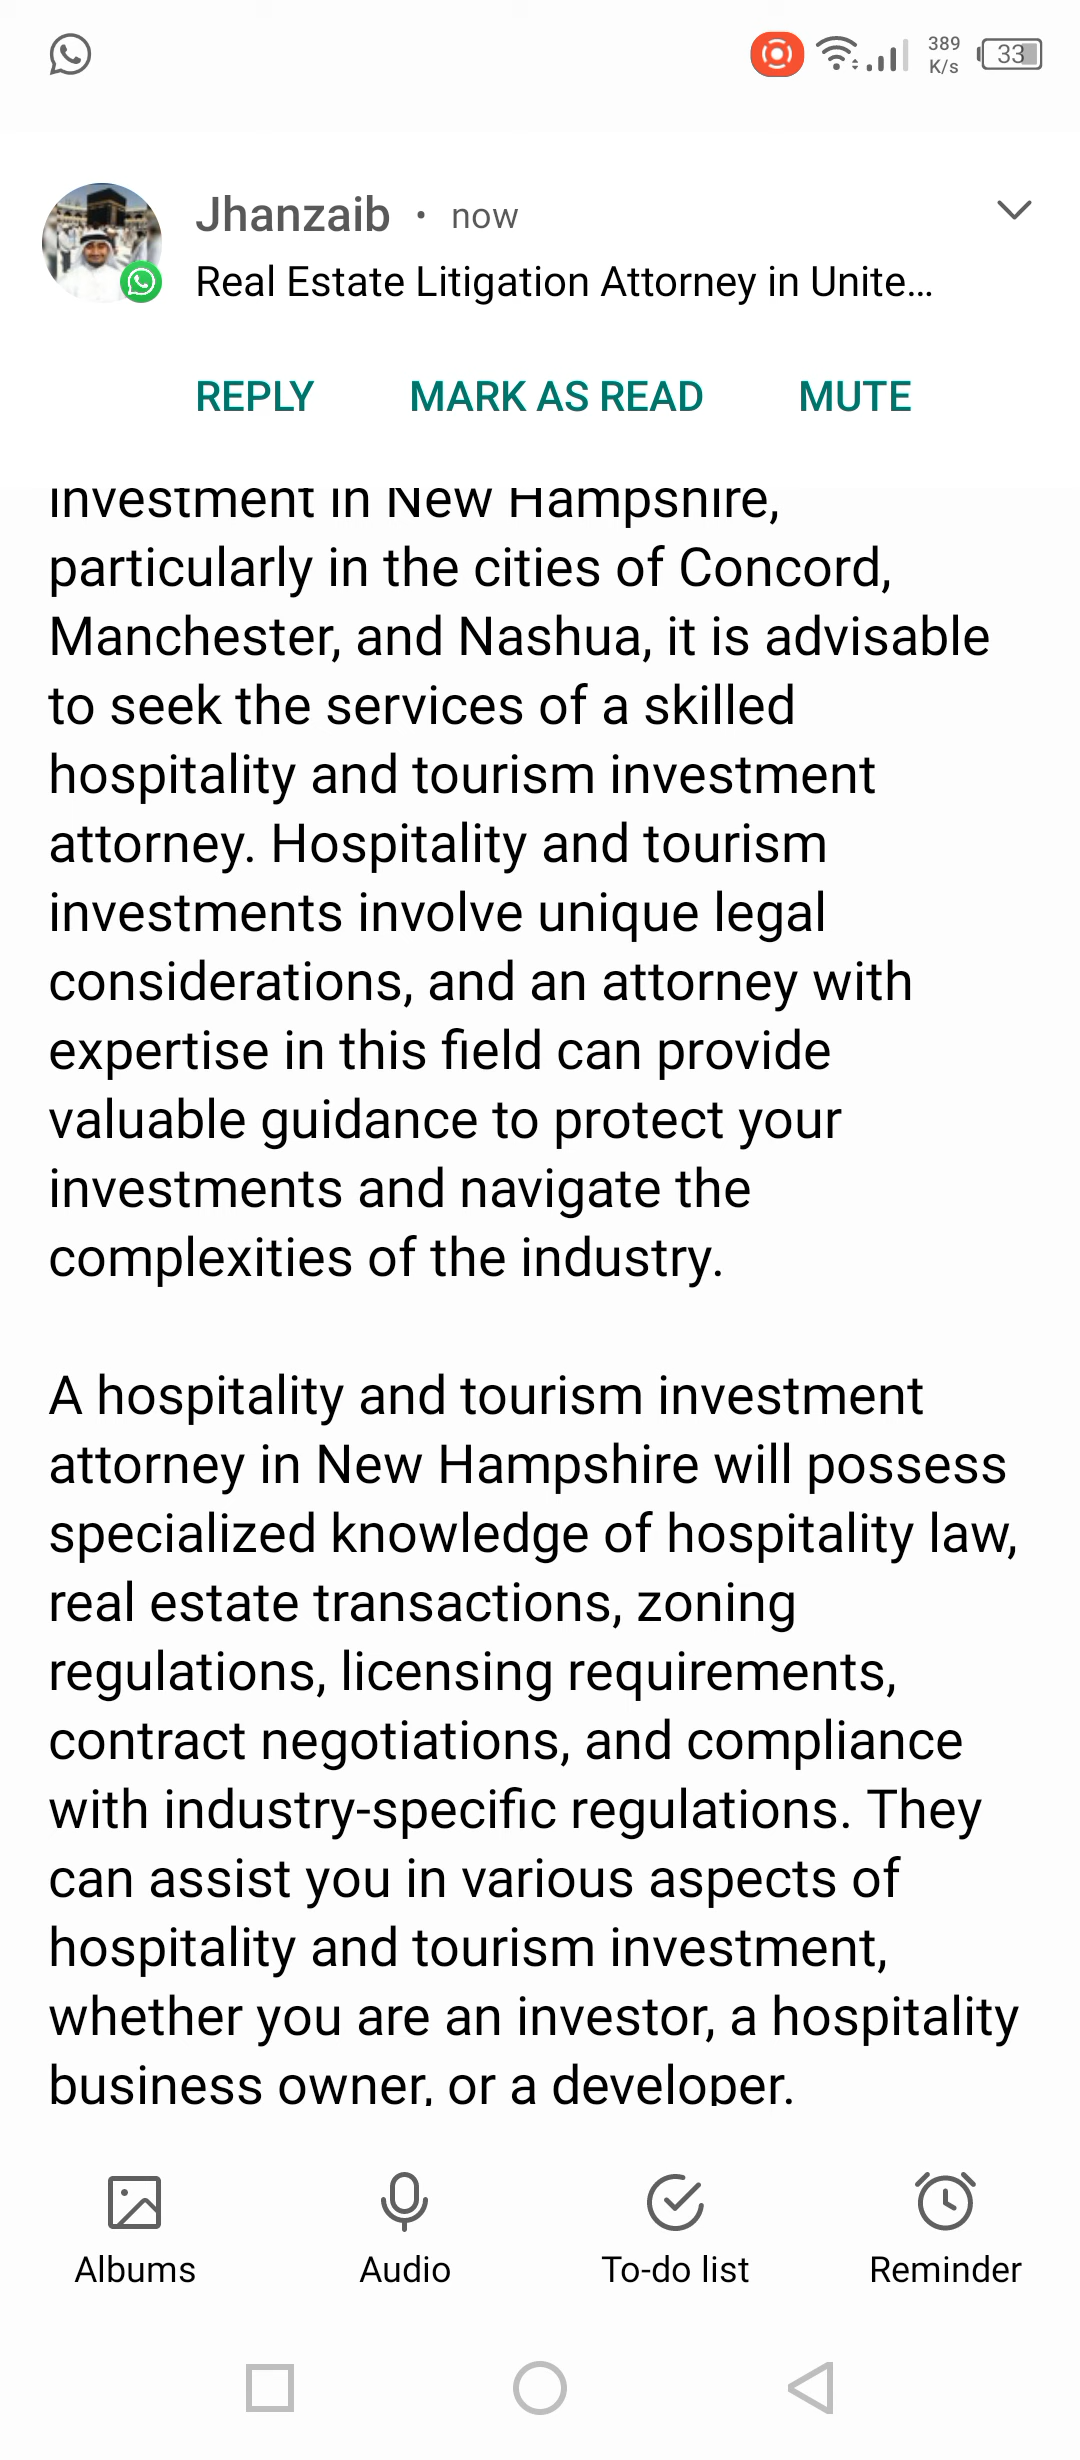 389
K/s
33
Jhanzaib • now
Real Estate Litigation Attorney in Unite...
REPLY MARK AS READ MUTE
investment in New Hampshire,
particularly in the cities of Concord,
Manchester, and Nashua, it is advisable
to seek the services of a skilled
hospitality and tourism investment
attorney. Hospitality and tourism
investments involve unique legal
considerations, and an attorney with
expertise in this field can provide
valuable guidance to protect your
investments and navigate the
complexities of the industry.
A hospitality and tourism investment
attorney in New Hampshire will possess
specialized knowledge of hospitality law,
real estate transactions, zoning
regulations, licensing requirements,
contract negotiations, and compliance
with industry-specific regulations. They
can assist you in various aspects of
hospitality and tourism investment,
whether you are an investor, a hospitality
business owner, or a developer.
Albums Audio To-do list Reminder